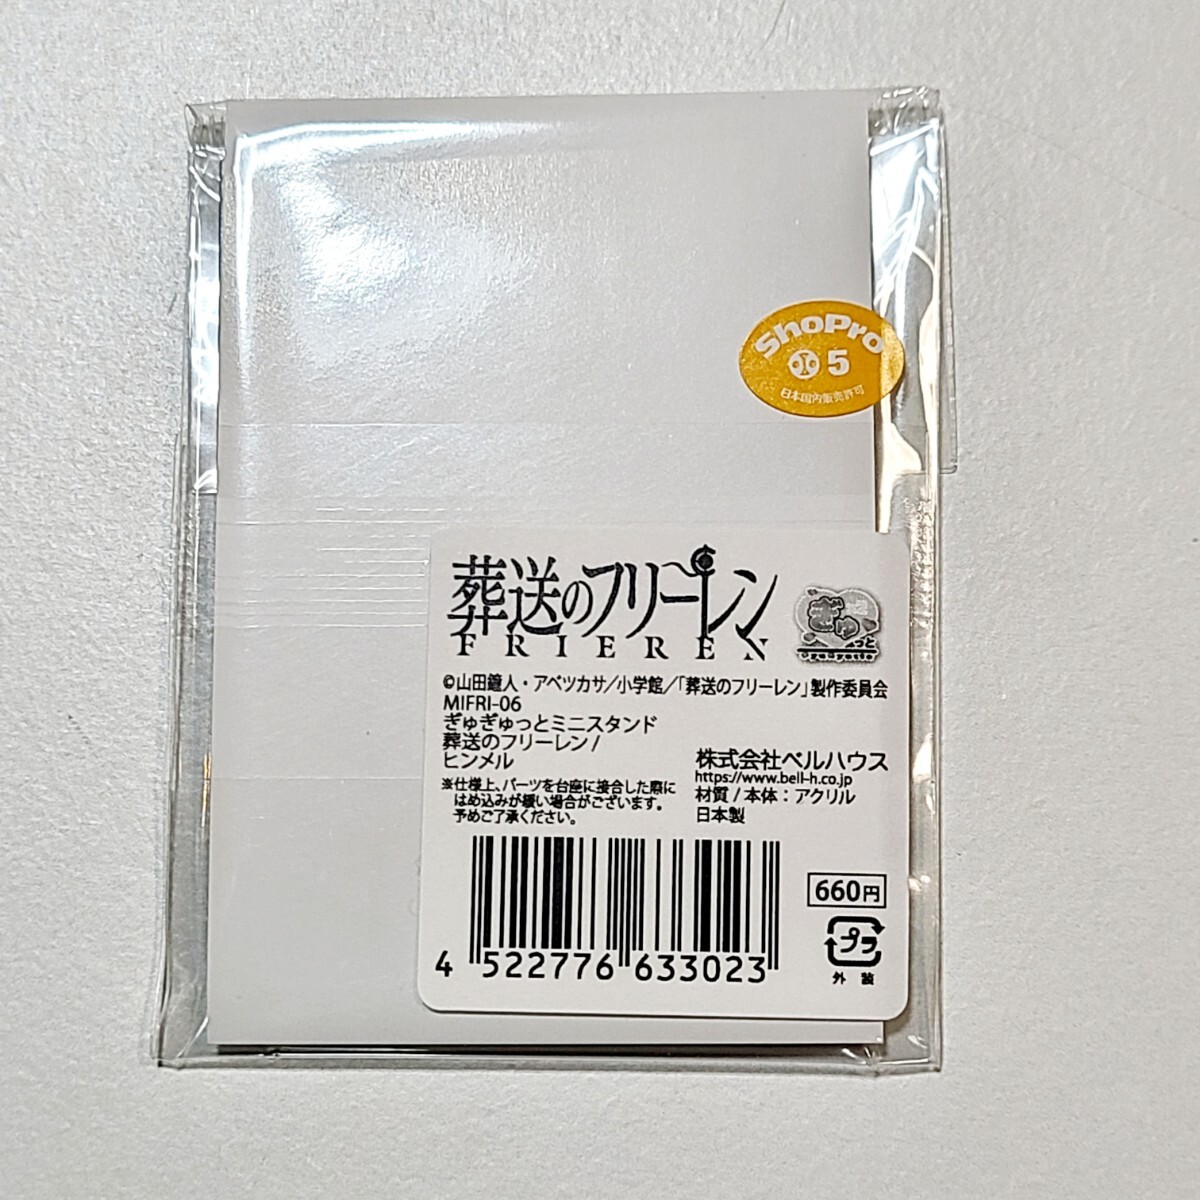 ShoPro
5
日本国内販売許可
葬送のフリーレン
FRIEREN
ぎゅ
っと
©山田鐘人・アベツカサ/小学館/「葬送のフリーレン」製作委員会
MIFRI-06
ぎゅぎゅっとミニスタンド
葬送のフリーレン/
ヒンメル
※仕様上、パーツを台座に接合した際に
はめ込みが緩い場合がございます。
予めご了承ください。
株式会社ベルハウス
https://www.bell-h.co.jp
材質/本体：アクリル
日本製
4 522776 633023
660円
プラ
外装